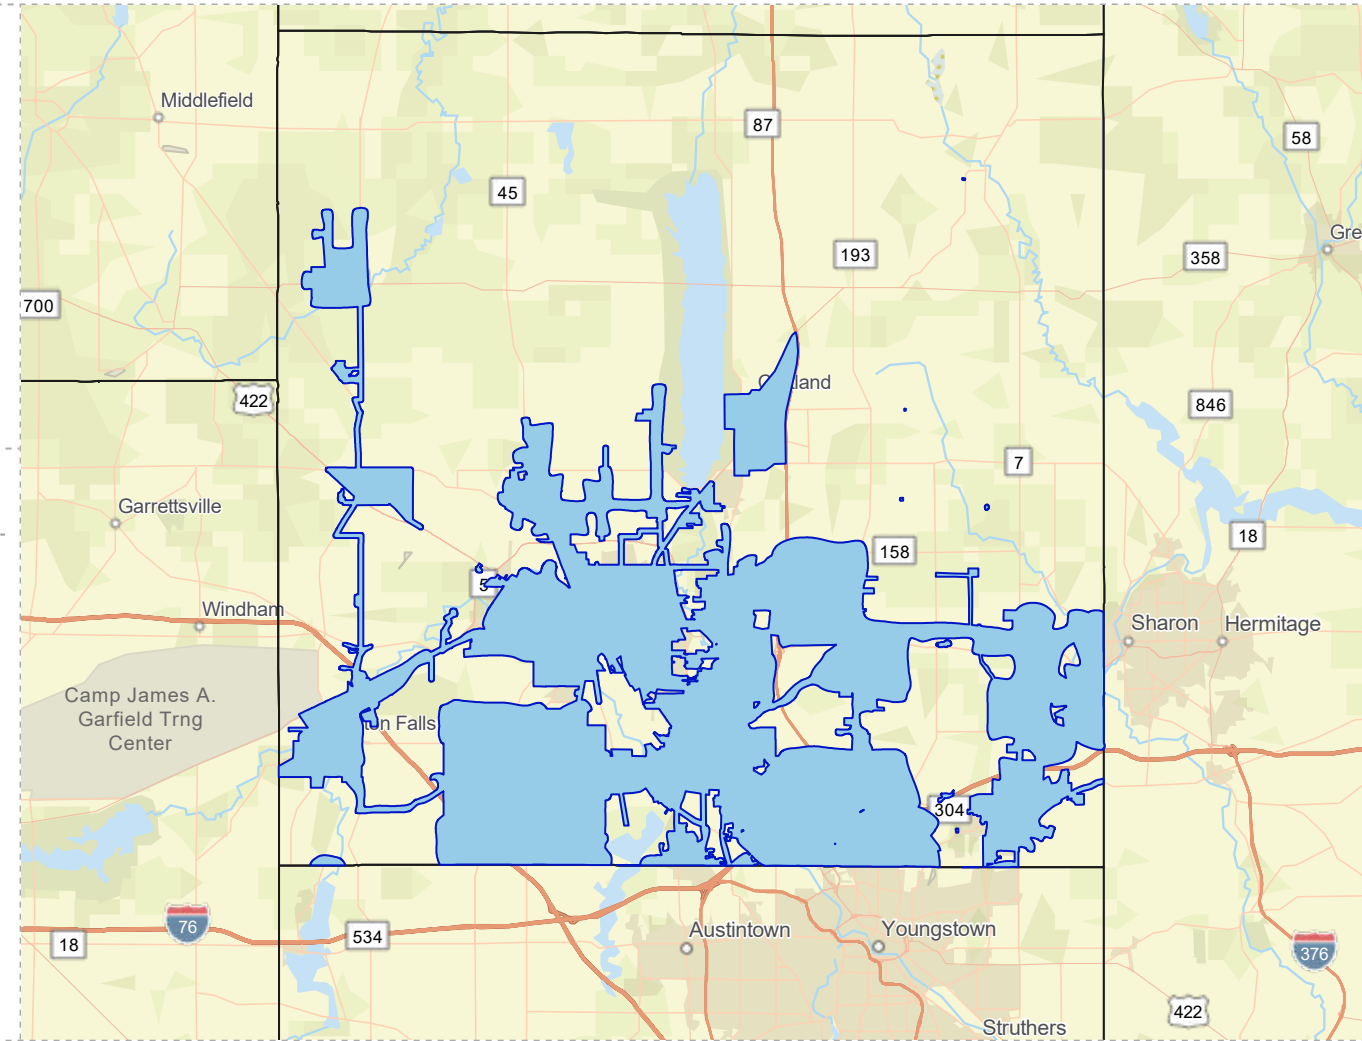 Middlefield
87
58
45
Gre
193
358
700
land
422
846
7
Garrettsville
18
158
5
Windham
Sharon
Hermitage
Camp James A.
Garfield Trng
Center
on Falls
304
76
18
534
Austintown
Youngstown
376
422
Struthers